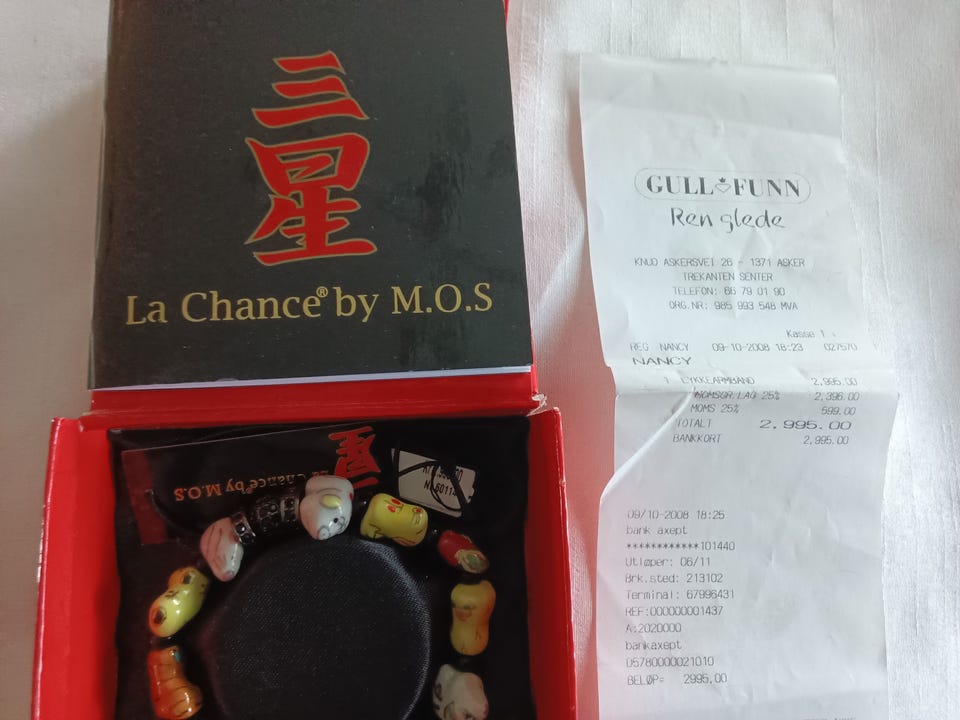 三星
La Chance® by M.O.S
La Chance® by M.O.S
GULL FUNN
Ren glede
KNUD ASKERSVEI 26 - 1371 ASKER
TREKANTEN SENTER
TELEFON: 66 79 01 90
ORG.NR: 985 993 548 MVA
Kasse 1
REG NANCY 09-10-2008 18:23 027570
NANCY
1 LYKKEARMBAND 2,995.00
MOMSGR.LAG 25% 2,396.00
MOMS 25% 599.00
TOTALT 2.995.00
BANKKORT 2,995.00
09/10-2008 18:25
bank axept
************101440
Utløper: 06/11
Brk.sted: 213102
Terminal: 67996431
REF:000000001437
A:2020000
bankaxept
05780000021010
BELØP= 2995,00